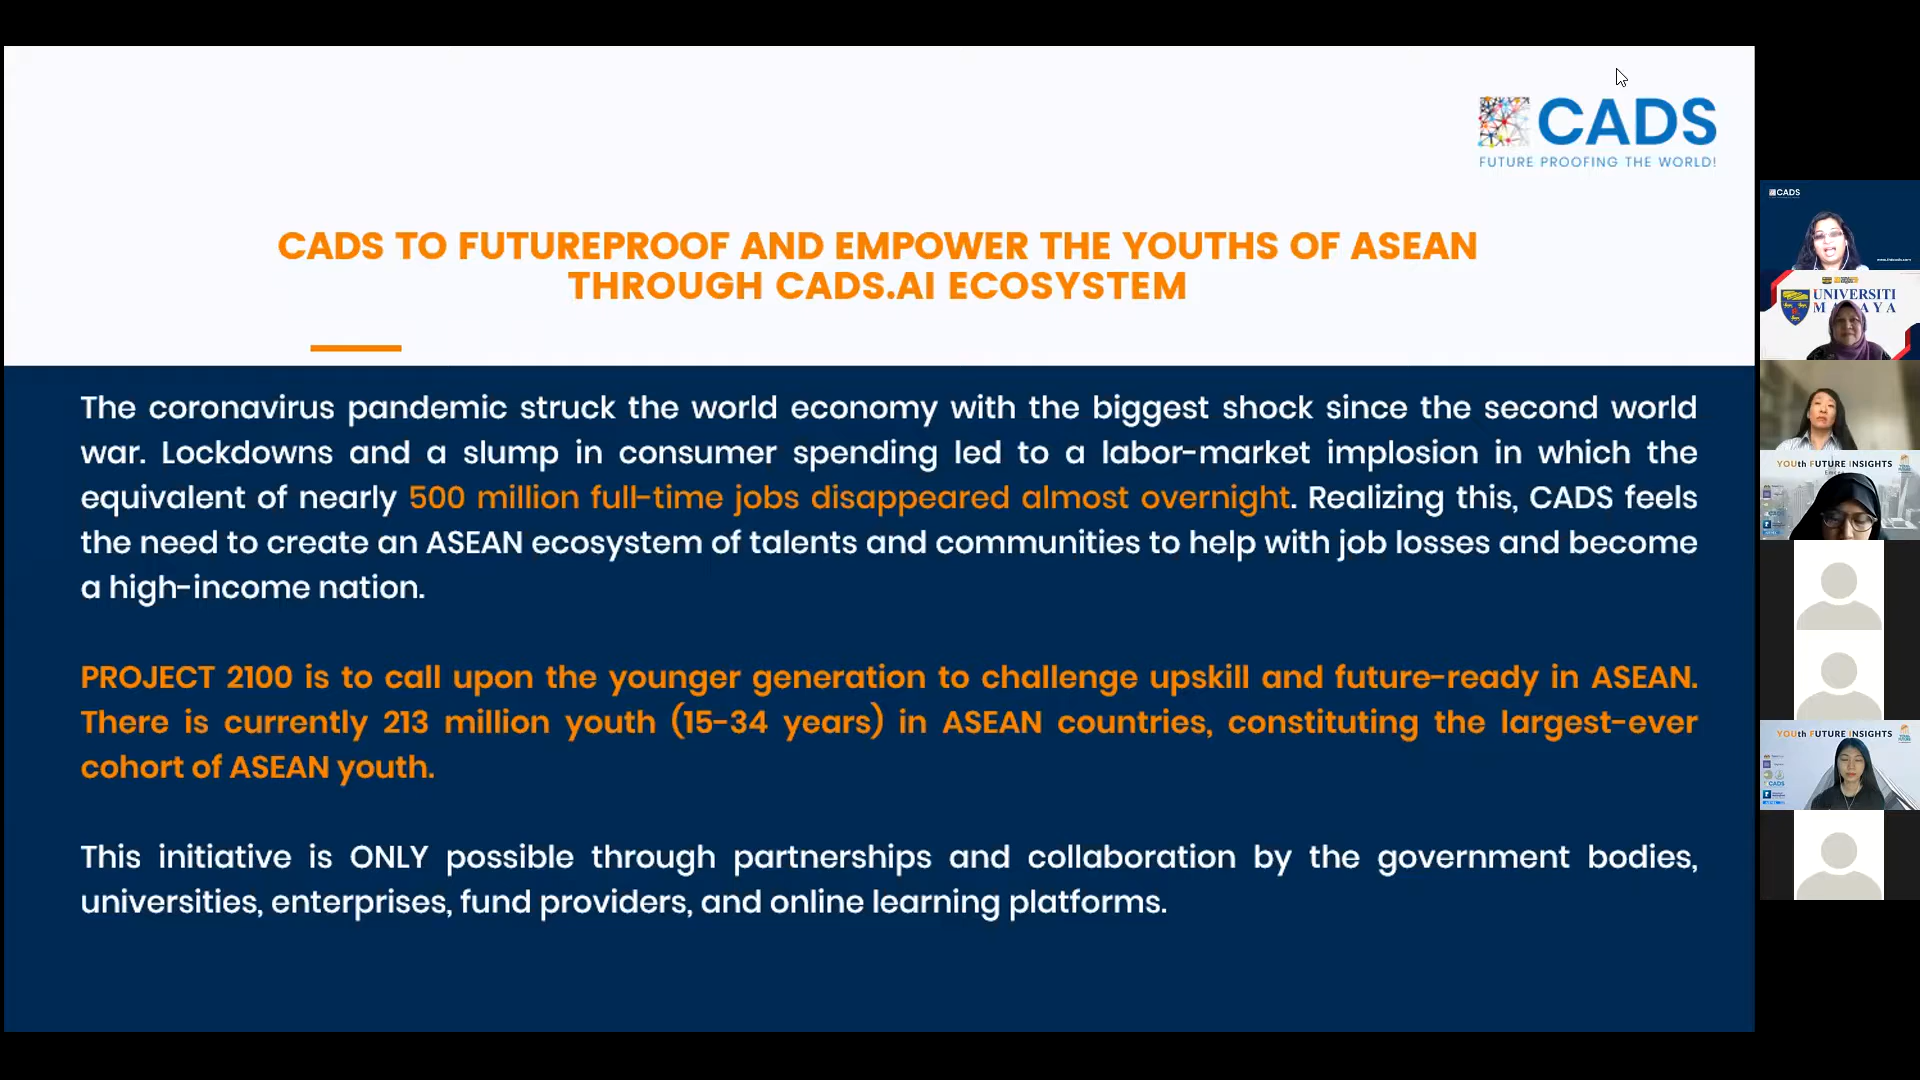 CADS
FUTURE PROOFING THE WORLD!
CADS TO FUTUREPROOF AND EMPOWER THE YOUTHS OF ASEAN
THROUGH CADS.AI ECOSYSTEM
The coronavirus pandemic struck the world economy with the biggest shock since the second world
war. Lockdowns and a slump in consumer spending led to a labor-market implosion in which the
equivalent of nearly 500 million full-time jobs disappeared almost overnight. Realizing this, CADS feels
the need to create an ASEAN ecosystem of talents and communities to help with job losses and become
a high-income nation.
PROJECT 2100 is to call upon the younger generation to challenge upskill and future-ready in ASEAN.
There is currently 213 million youth (15-34 years) in ASEAN countries, constituting the largest-ever
cohort of ASEAN youth.
This initiative is ONLY possible through partnerships and collaboration by the government bodies,
universities, enterprises, fund providers, and online learning platforms.
CADS
UNIVERSITI
YOUth FUTURE INSIGHTS
YOUth FUTURE INSIGHTS
CADS